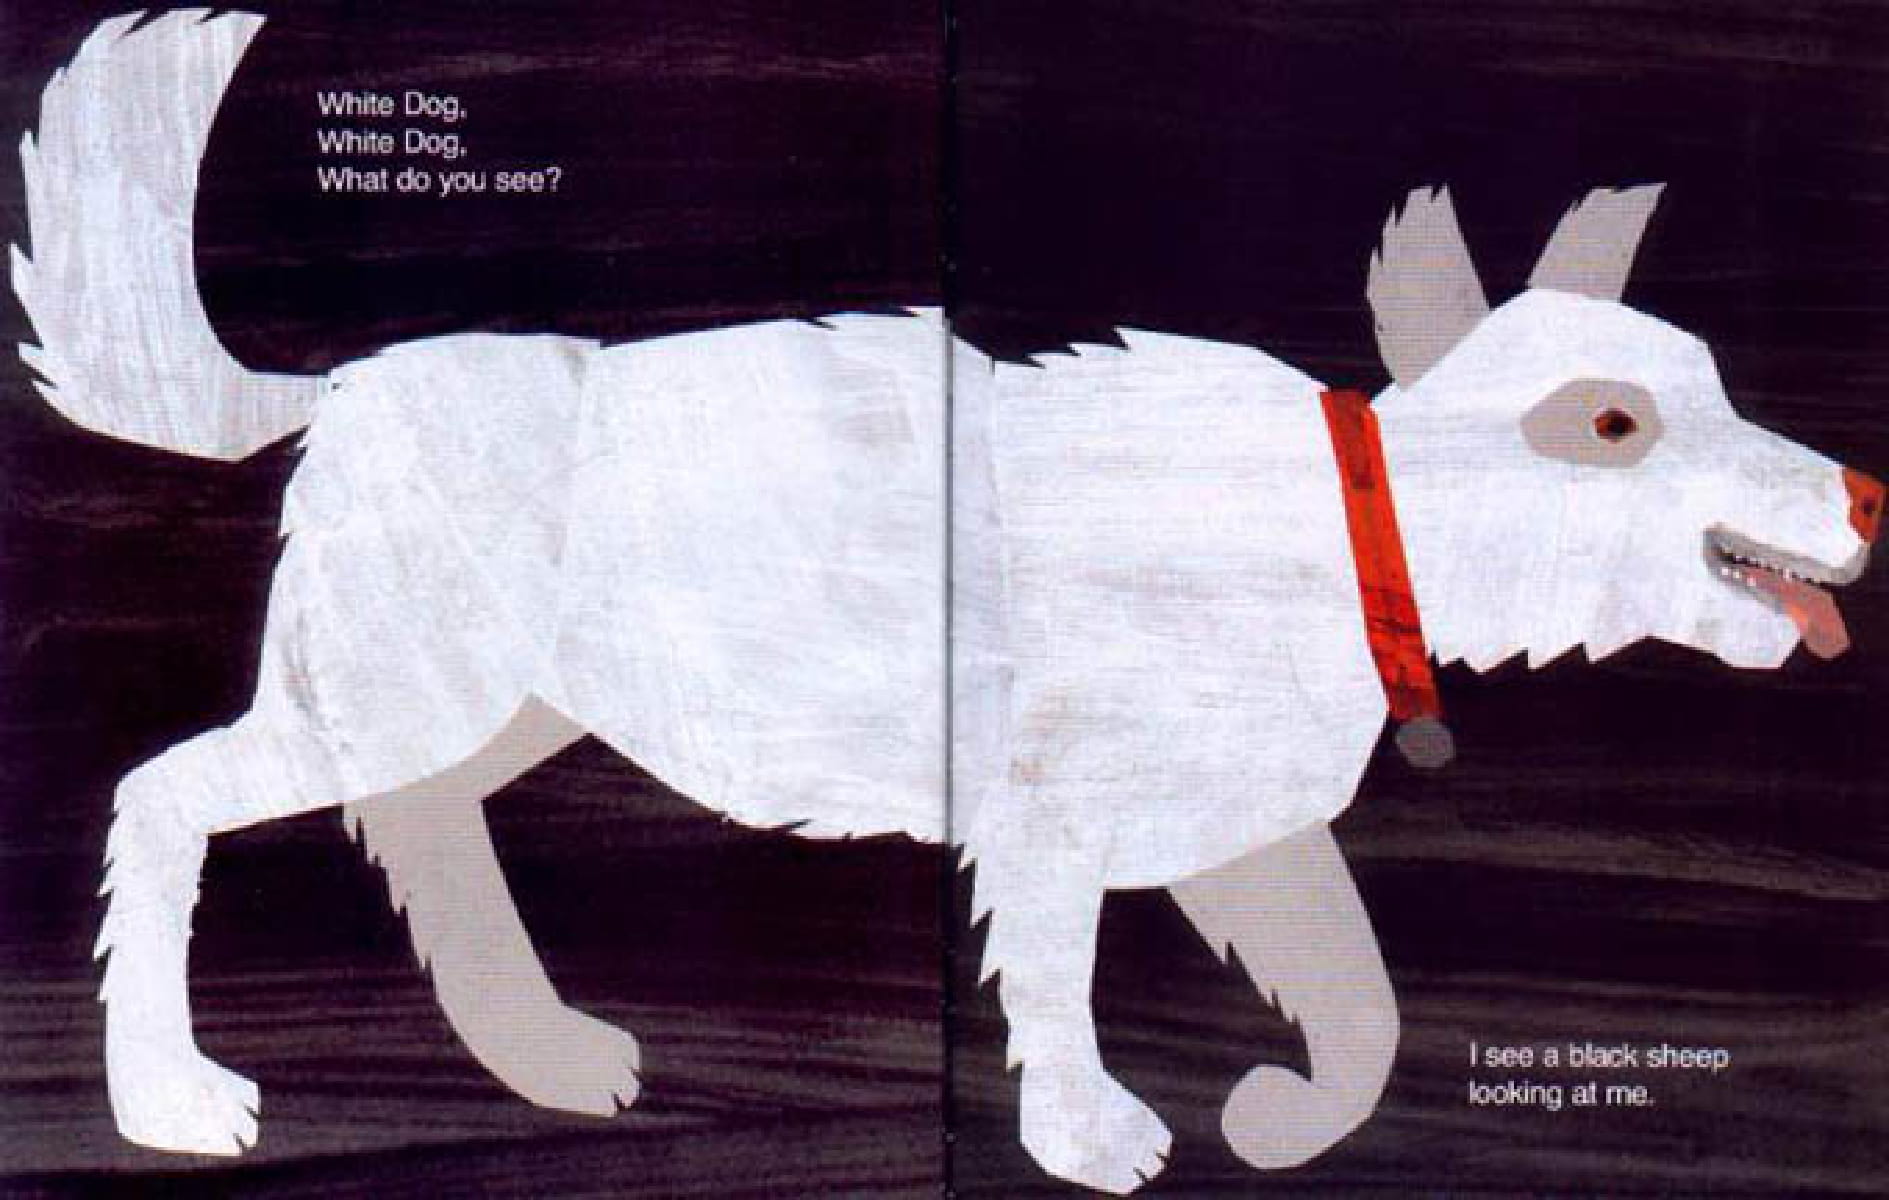 White Dog,
White Dog,
What do you see?
I see a black sheep
looking at me.